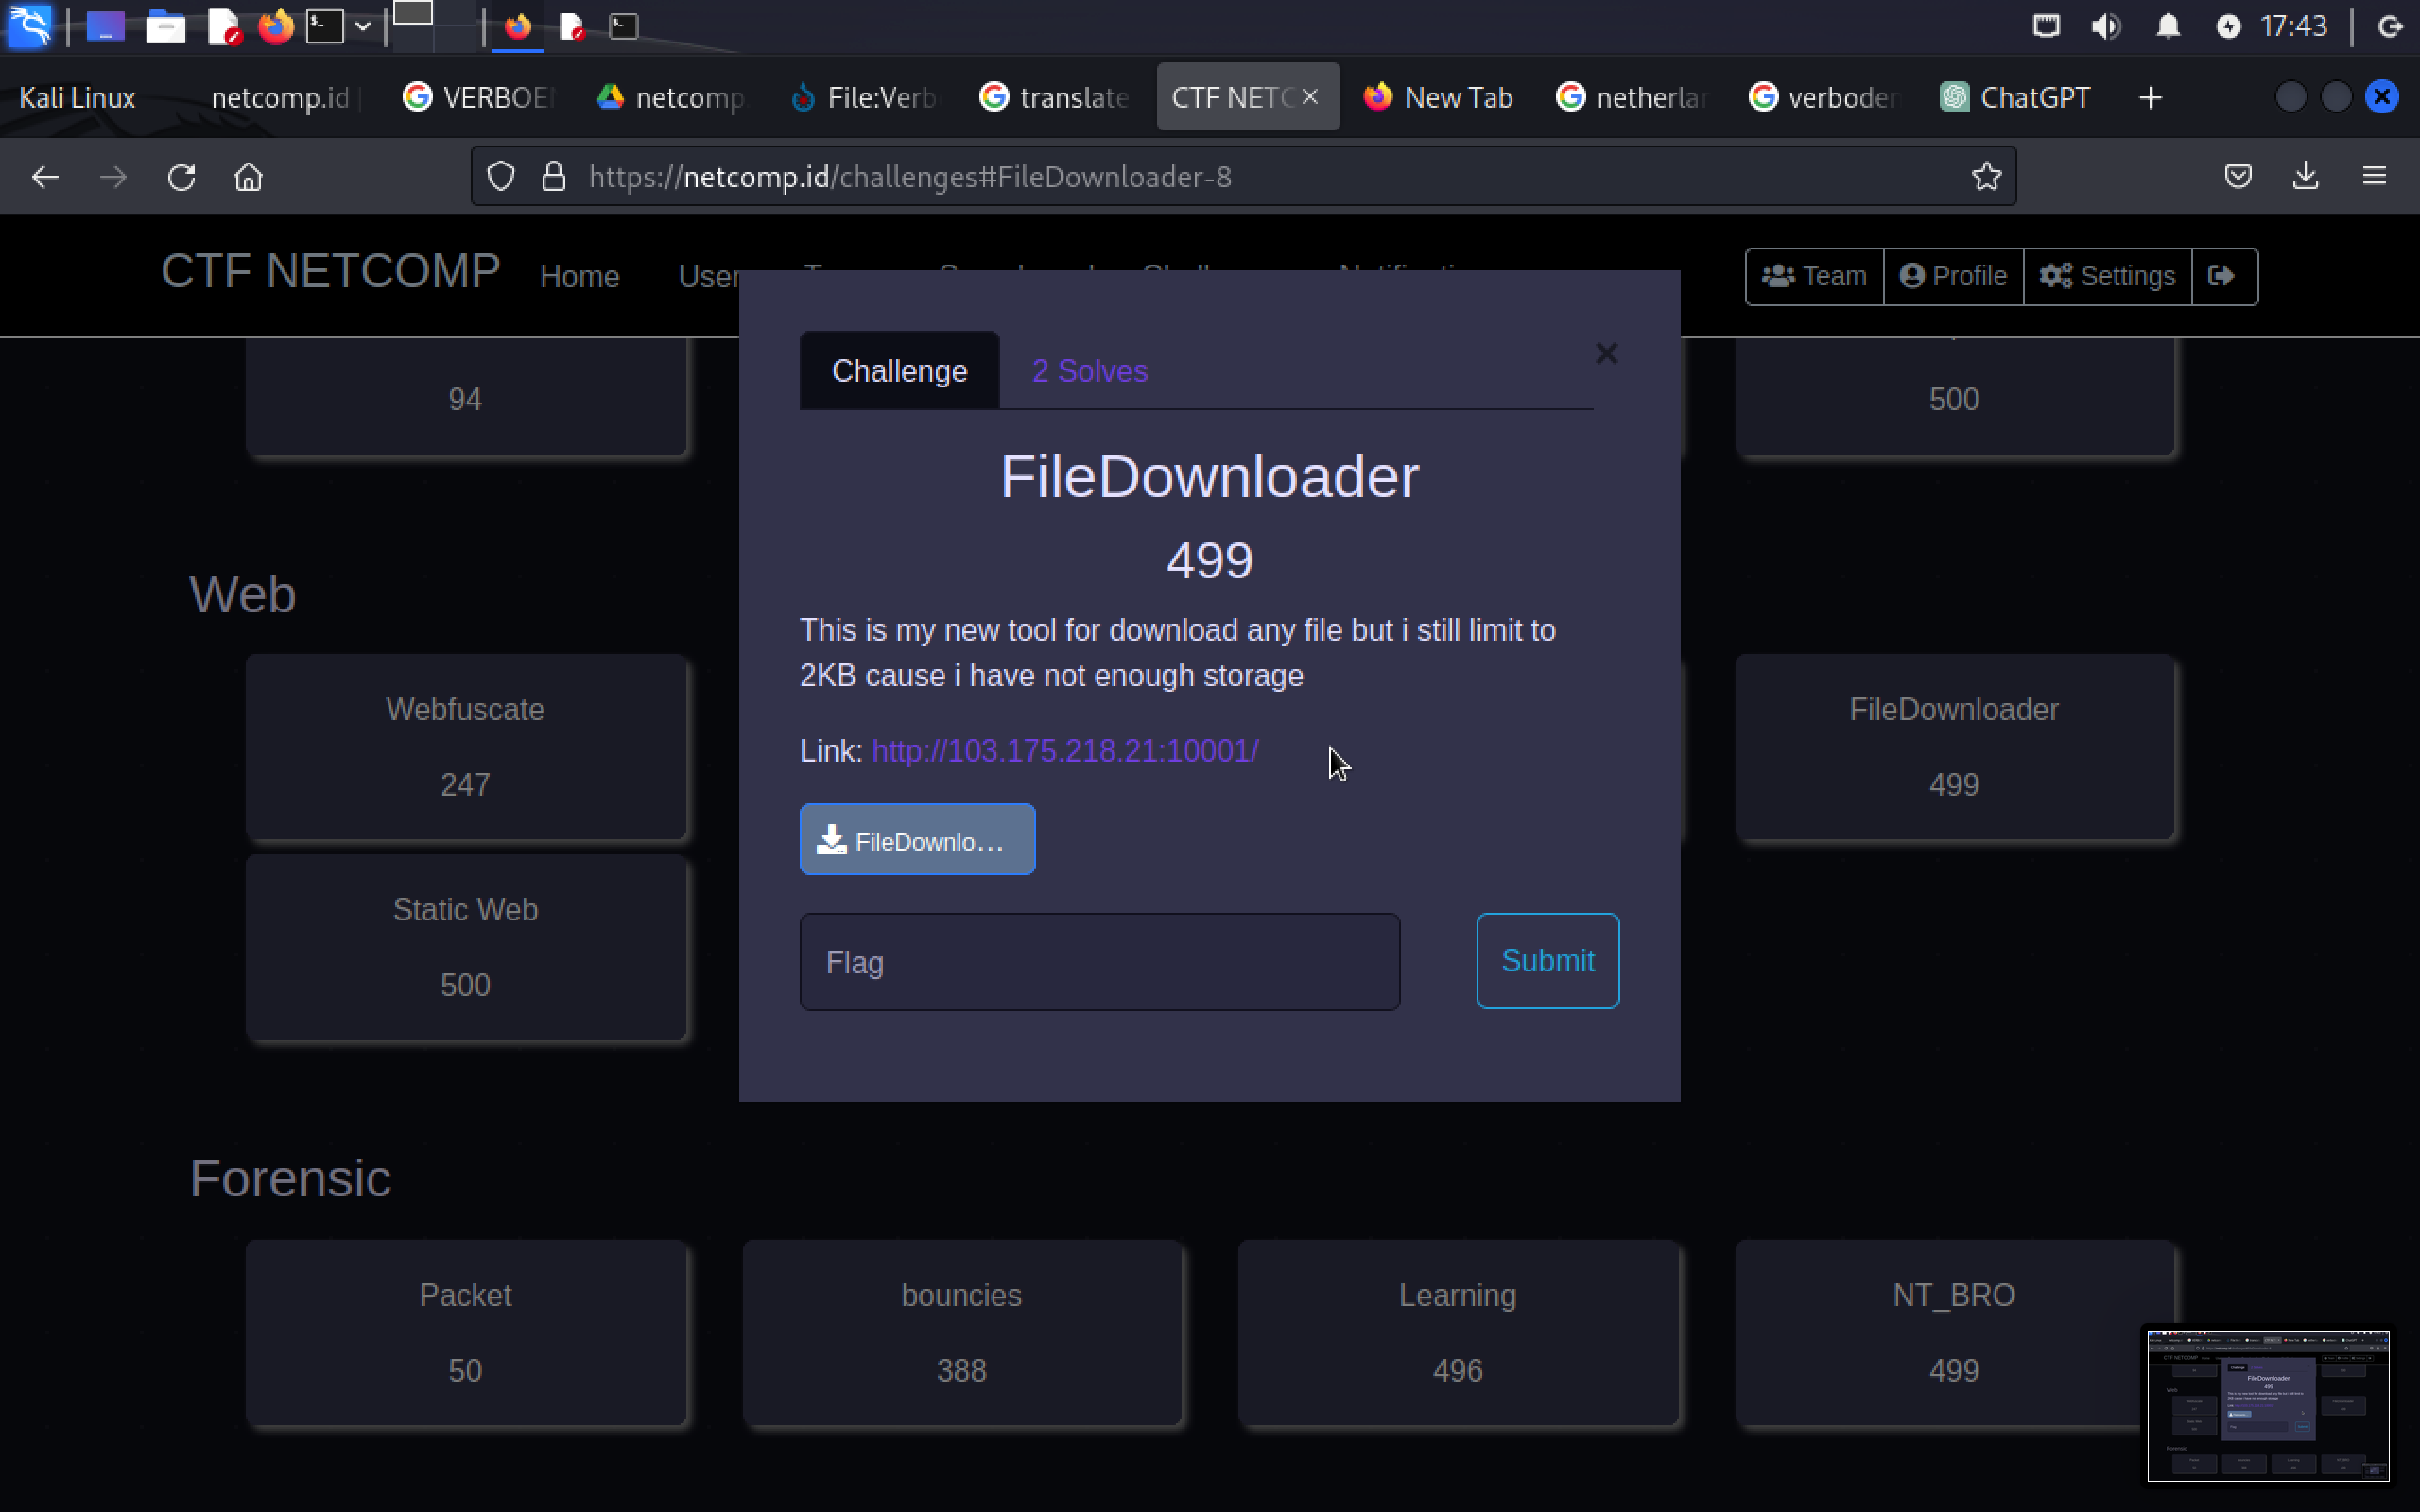 17:43
Kali Linux
netcomp.id
VERBOE
netcomp
File:Verb
translate
CTF NETC
New Tab
netherla
verboden
ChatGPT
https://netcomp.id/challenges#FileDownloader-8
CTF NETCOMP
Home
User
Team
Profile
Settings
Challenge
2 Solves
94
500
FileDownloader
499
This is my new tool for download any file but i still limit to
2KB cause i have not enough storage
Link: http://103.175.218.21:10001/
FileDownlo...
Flag
Submit
Web
Webfuscate
247
FileDownloader
499
Static Web
500
Forensic
Packet
50
bouncies
388
Learning
496
NT_BRO
499